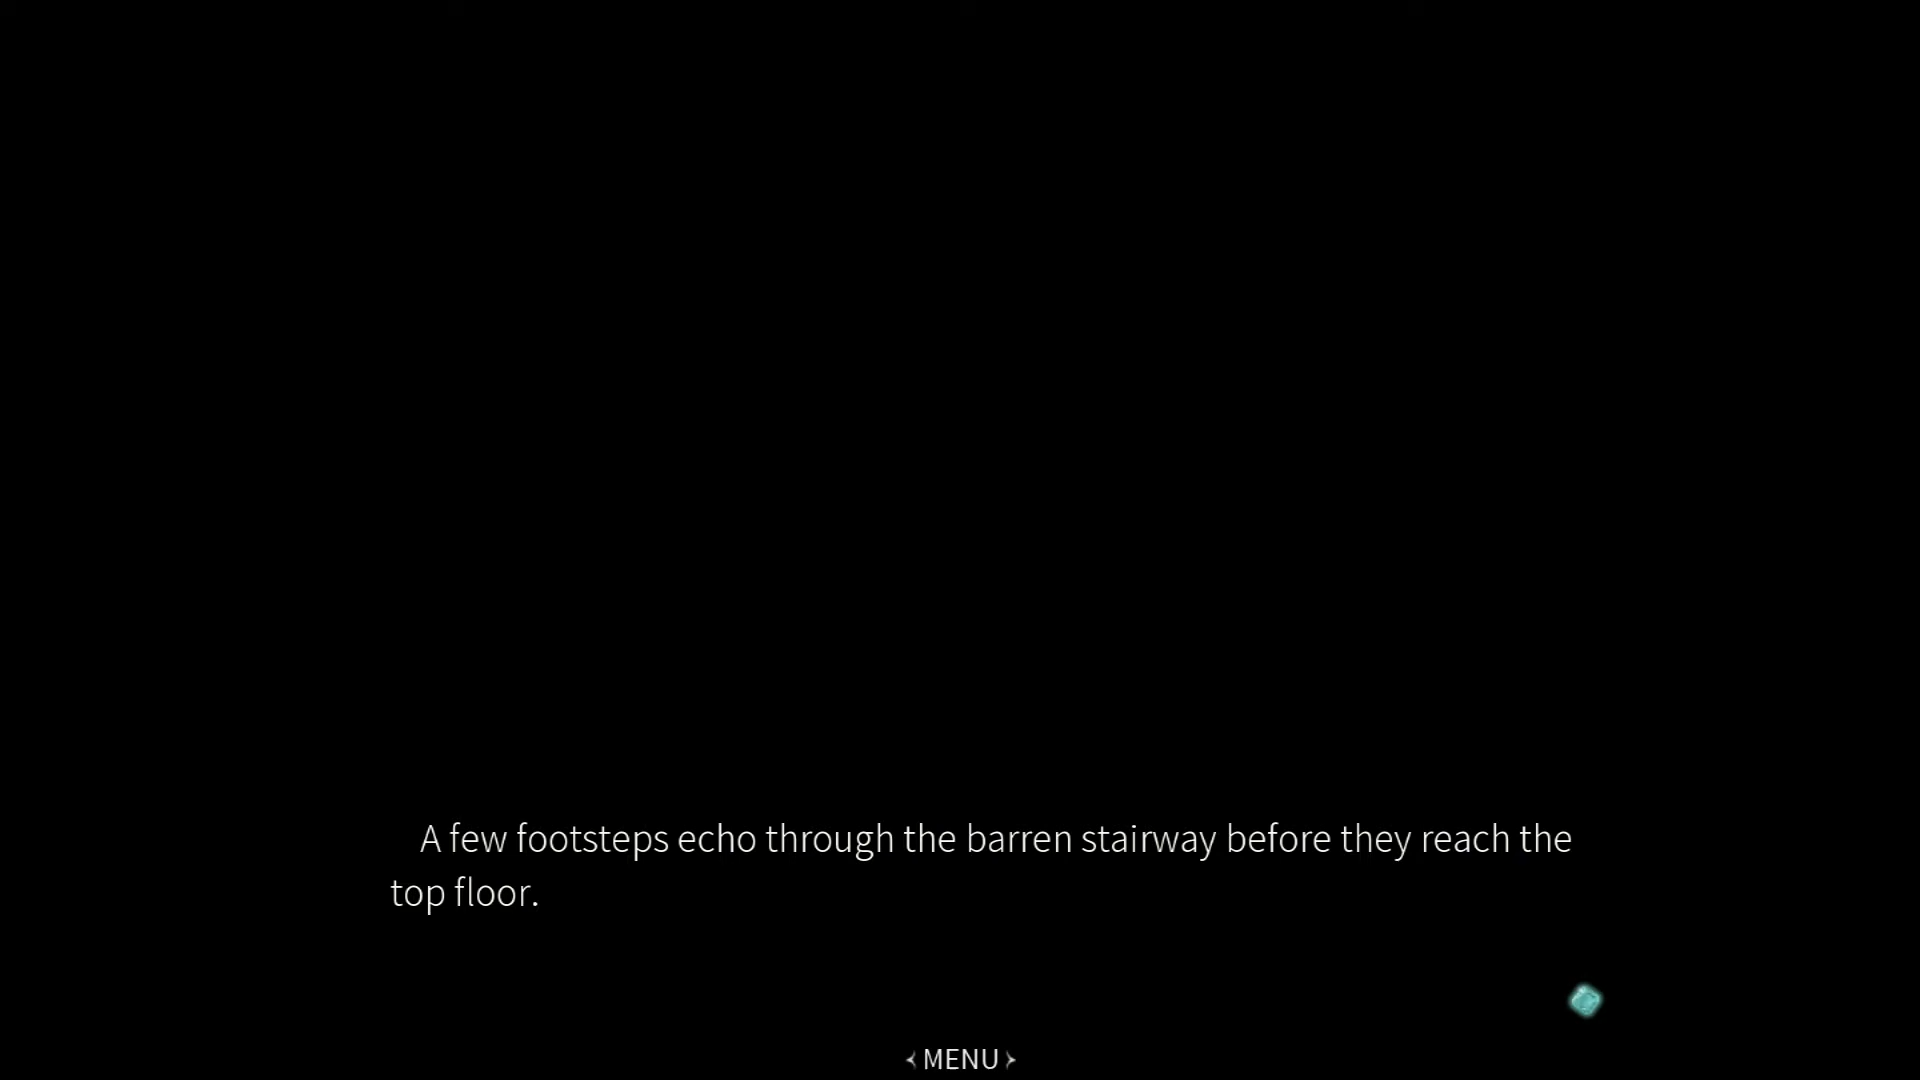 A few footsteps echo through the barren stairway before they reach the
top floor.
MENU